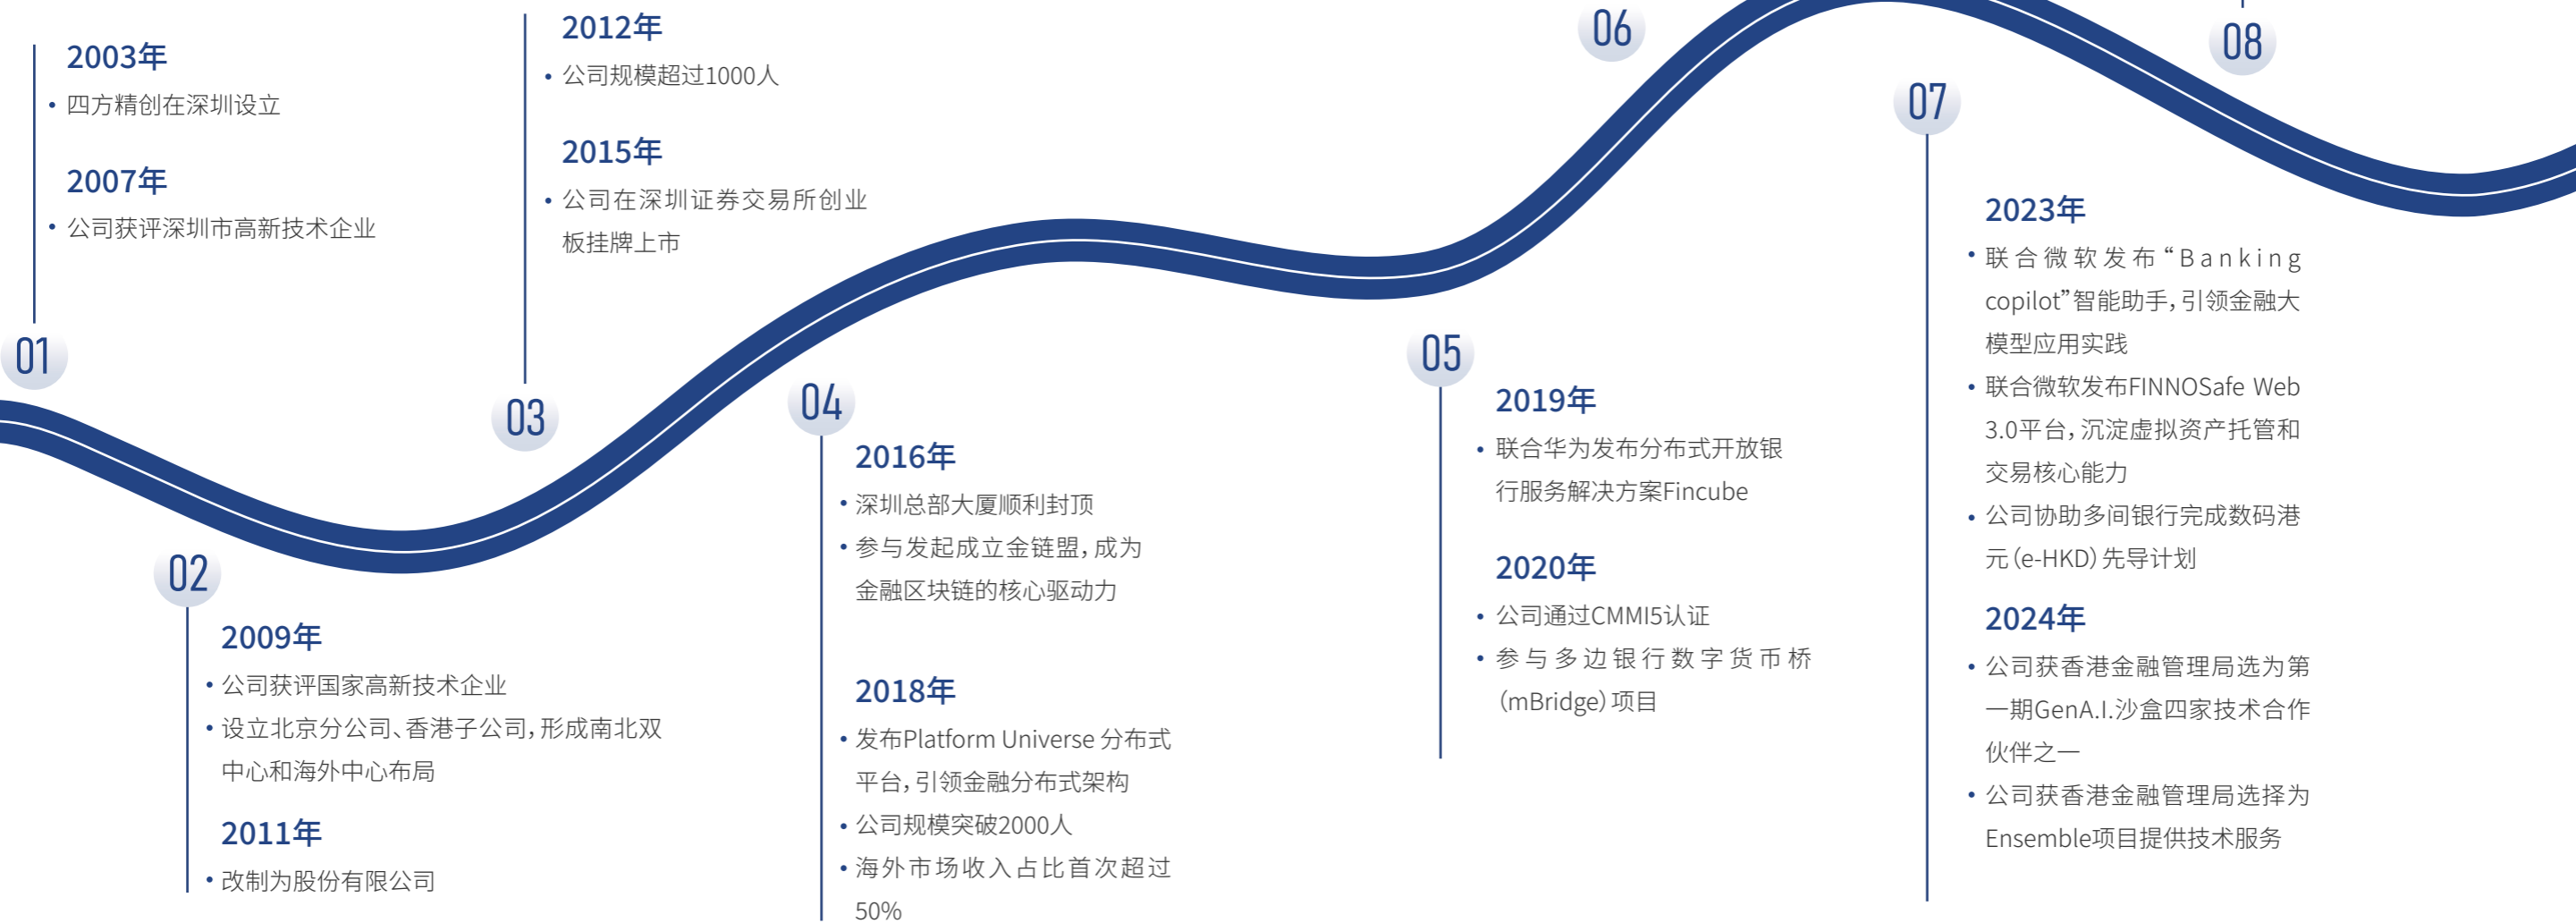 2003年
• 四方精创在深圳设立
2007年
• 公司获评深圳市高新技术企业
01
02
2009年
• 公司获评国家高新技术企业
• 设立北京分公司、香港子公司，形成南北双
中心和海外中心布局
2011年
• 改制为股份有限公司
2012年
• 公司规模超过1000人
2015年
• 公司在深圳证券交易所创业
板挂牌上市
03
04
2016年
• 深圳总部大厦顺利封顶
• 参与发起成立金链盟，成为
金融区块链的核心驱动力
2018年
• 发布Platform Universe 分布式
平台，引领金融分布式架构
• 公司规模突破2000人
• 海外市场收入占比首次超过
50%
05
2019年
• 联合华为发布分布式开放银
行服务解决方案Fincube
2020年
• 公司通过CMMI5认证
• 参与多边银行数字货币桥
（mBridge）项目
06
07
2023年
• 联合微软发布“Banking
copilot”智能助手，引领金融大
模型应用实践
• 联合微软发布FINNOSafe Web
3.0平台，沉淀虚拟资产托管和
交易核心能力
• 公司协助多间银行完成数码港
元（e-HKD）先导计划
2024年
• 公司获香港金融管理局选为第
一期GenA.I.沙盒四家技术合作
伙伴之一
• 公司获香港金融管理局选择为
Ensemble项目提供技术服务
08